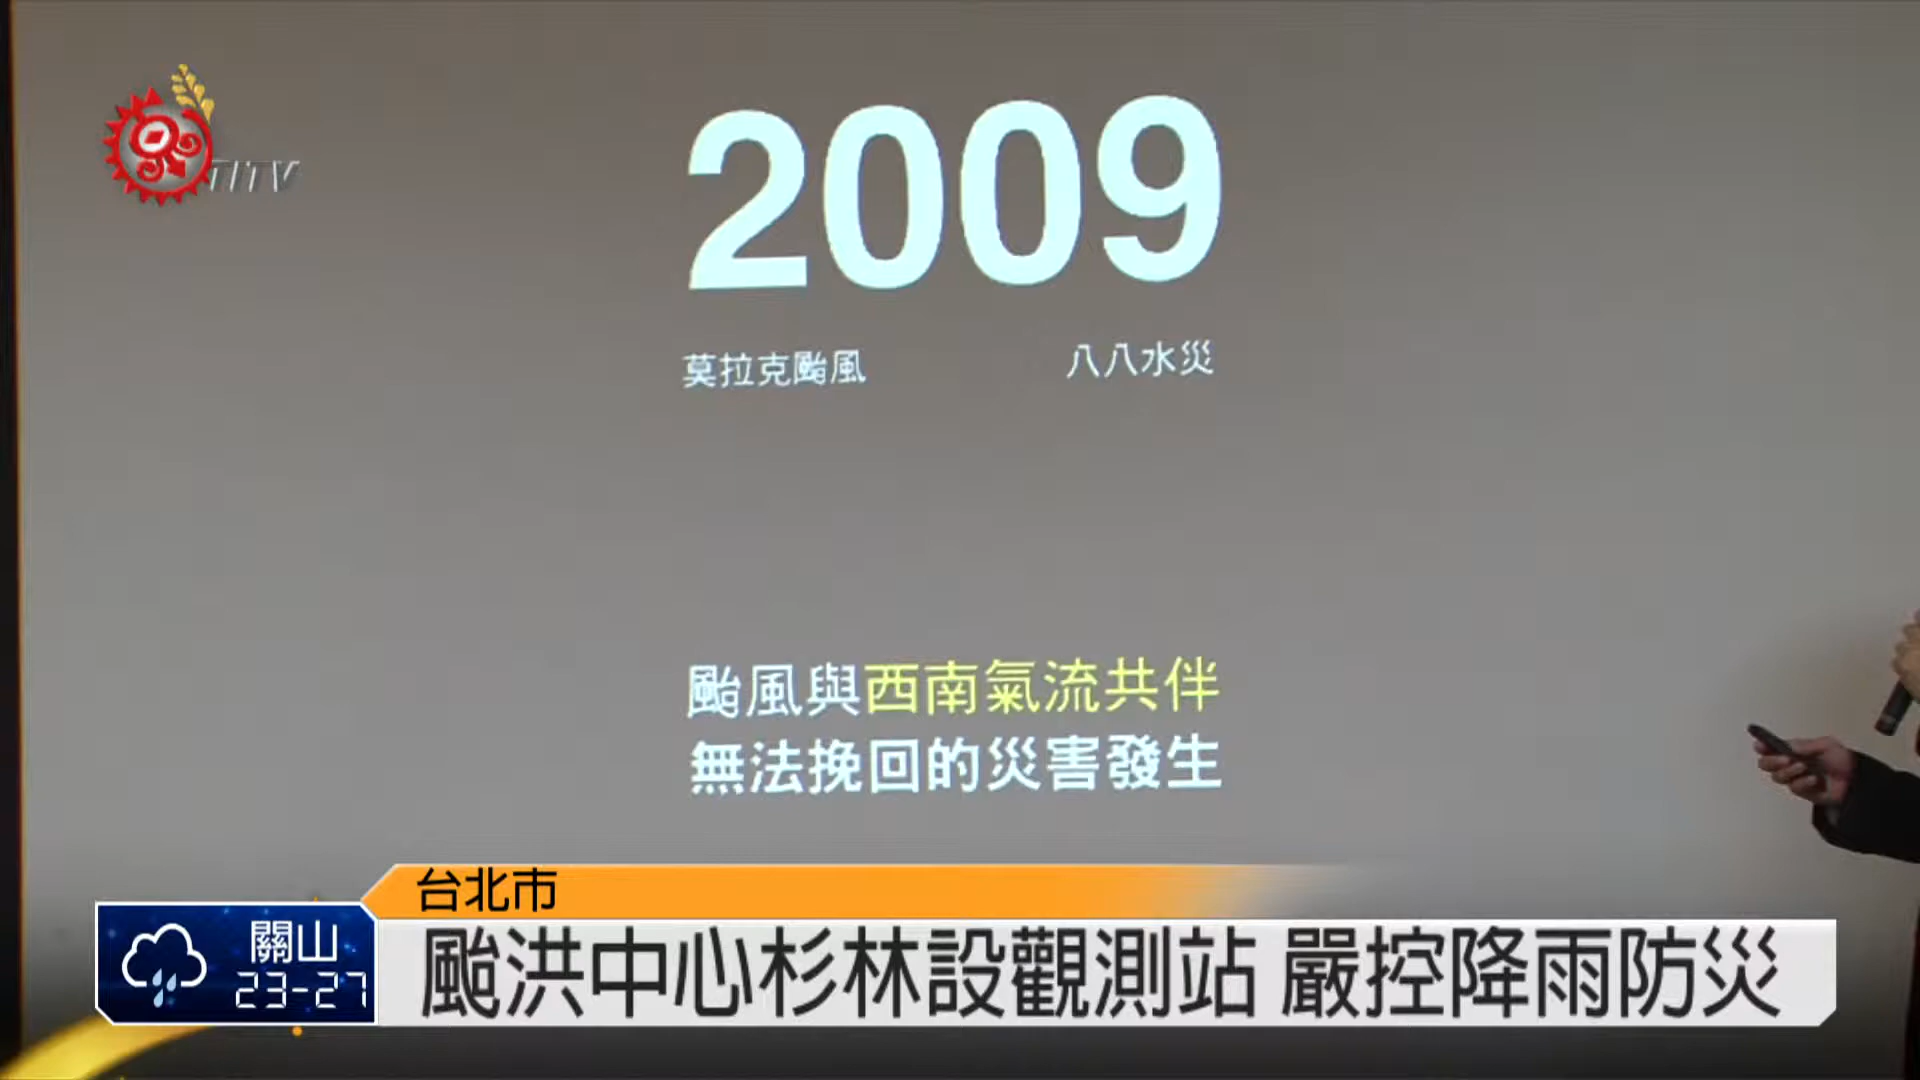 TITV
2009
莫拉克颱風 八八水災
颱風與西南氣流共伴
無法挽回的災害發生
台北市
關山
23-27
颱洪中心杉林設觀測站 嚴控降雨防災